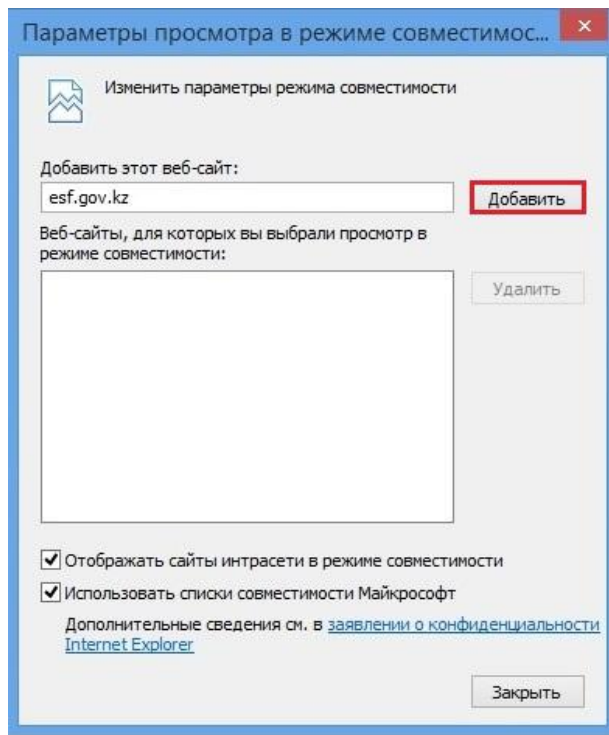 Параметры просмотра в режиме совместимос...
Изменить параметры режима совместимости
Добавить этот веб-сайт:
esf.gov.kz
Добавить
Веб-сайты, для которых вы выбрали просмотр в
режиме совместимости:
Удалить
Отображать сайты интрасети в режиме совместимости
Использовать списки совместимости Майкрософт
Дополнительные сведения см. в заявлении о конфиденциальности
Internet Explorer
Закрыть